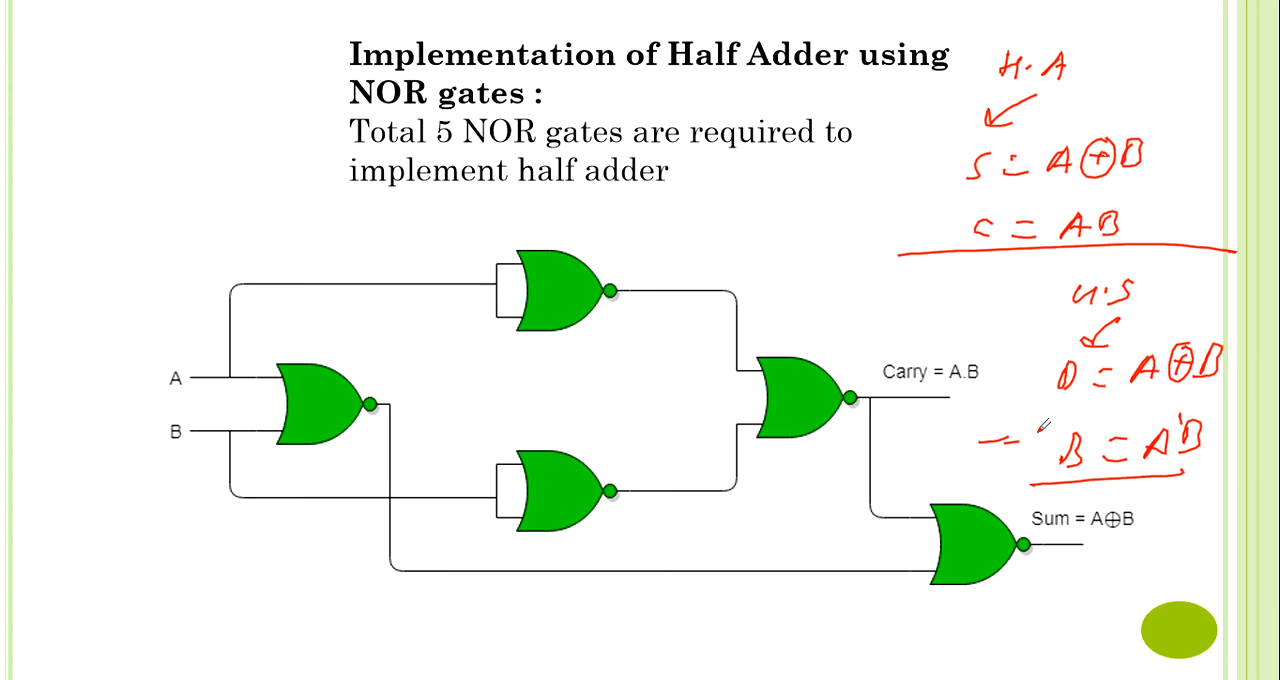 Implementation of Half Adder using
NOR gates :
Total 5 NOR gates are required to
implement half adder
H.A
S = A⊕B
C = AB
H.S
D = A⊕B
B = A'B
A
B
Carry = A.B
Sum = A⊕B